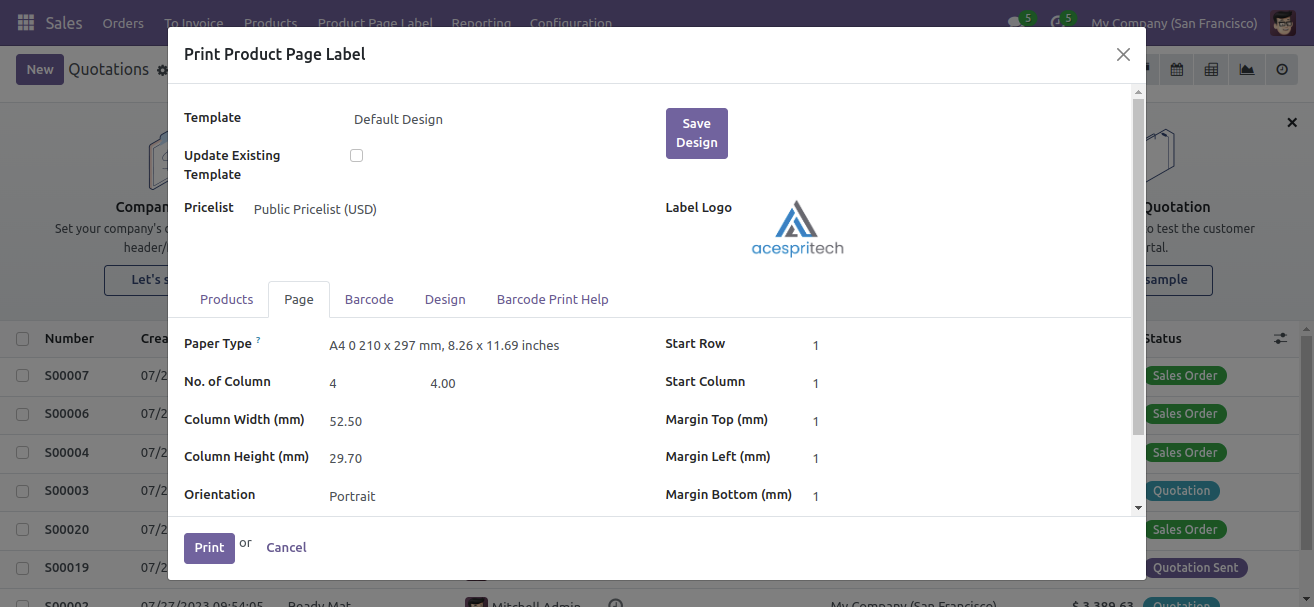 Sales Orders To Invoice Products Product Page Label Reporting Configuration 5 5 My Company (San Francisco)
Print Product Page Label
New Quotations
Template Default Design
Save
Design
Update Existing
Template
Pricelist Public Pricelist (USD)
Label Logo
acespritech
Set your company's
header/
Let's s
Quotation
o test the customer
rtal.
sample
Products Page Barcode Design Barcode Print Help
Paper Type ? A4 0 210 x 297 mm, 8.26 x 11.69 inches
Start Row 1
No. of Column 4 4.00
Start Column 1
Column Width (mm) 52.50
Margin Top (mm) 1
Column Height (mm) 29.70
Margin Left (mm) 1
Orientation Portrait
Margin Bottom (mm) 1
Print or Cancel
Number Crea Status
S00007 07/2 Sales Order
S00006 07/2 Sales Order
S00004 07/2 Sales Order
S00003 07/2 Quotation
S00020 07/2 Sales Order
S00019 07/2 Quotation Sent
S00002 07/27/2023 09:54:05 Ready Mat Mitchell Admin My Company (San Francisco) $ 3,389.63 Quotation